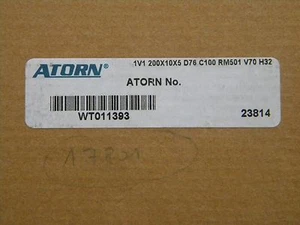 1V1 200X10X5 D76 C100 RM501 V70 H32
ATORN®
ATORN No.
WT011393
23814